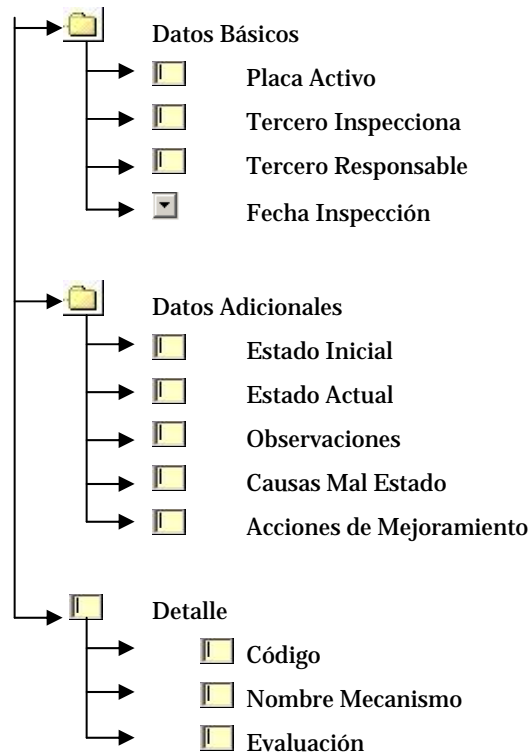 Datos Básicos
Placa Activo
Tercero Inspecciona
Tercero Responsable
Fecha Inspección
Datos Adicionales
Estado Inicial
Estado Actual
Observaciones
Causas Mal Estado
Acciones de Mejoramiento
Detalle
Código
Nombre Mecanismo
Evaluación